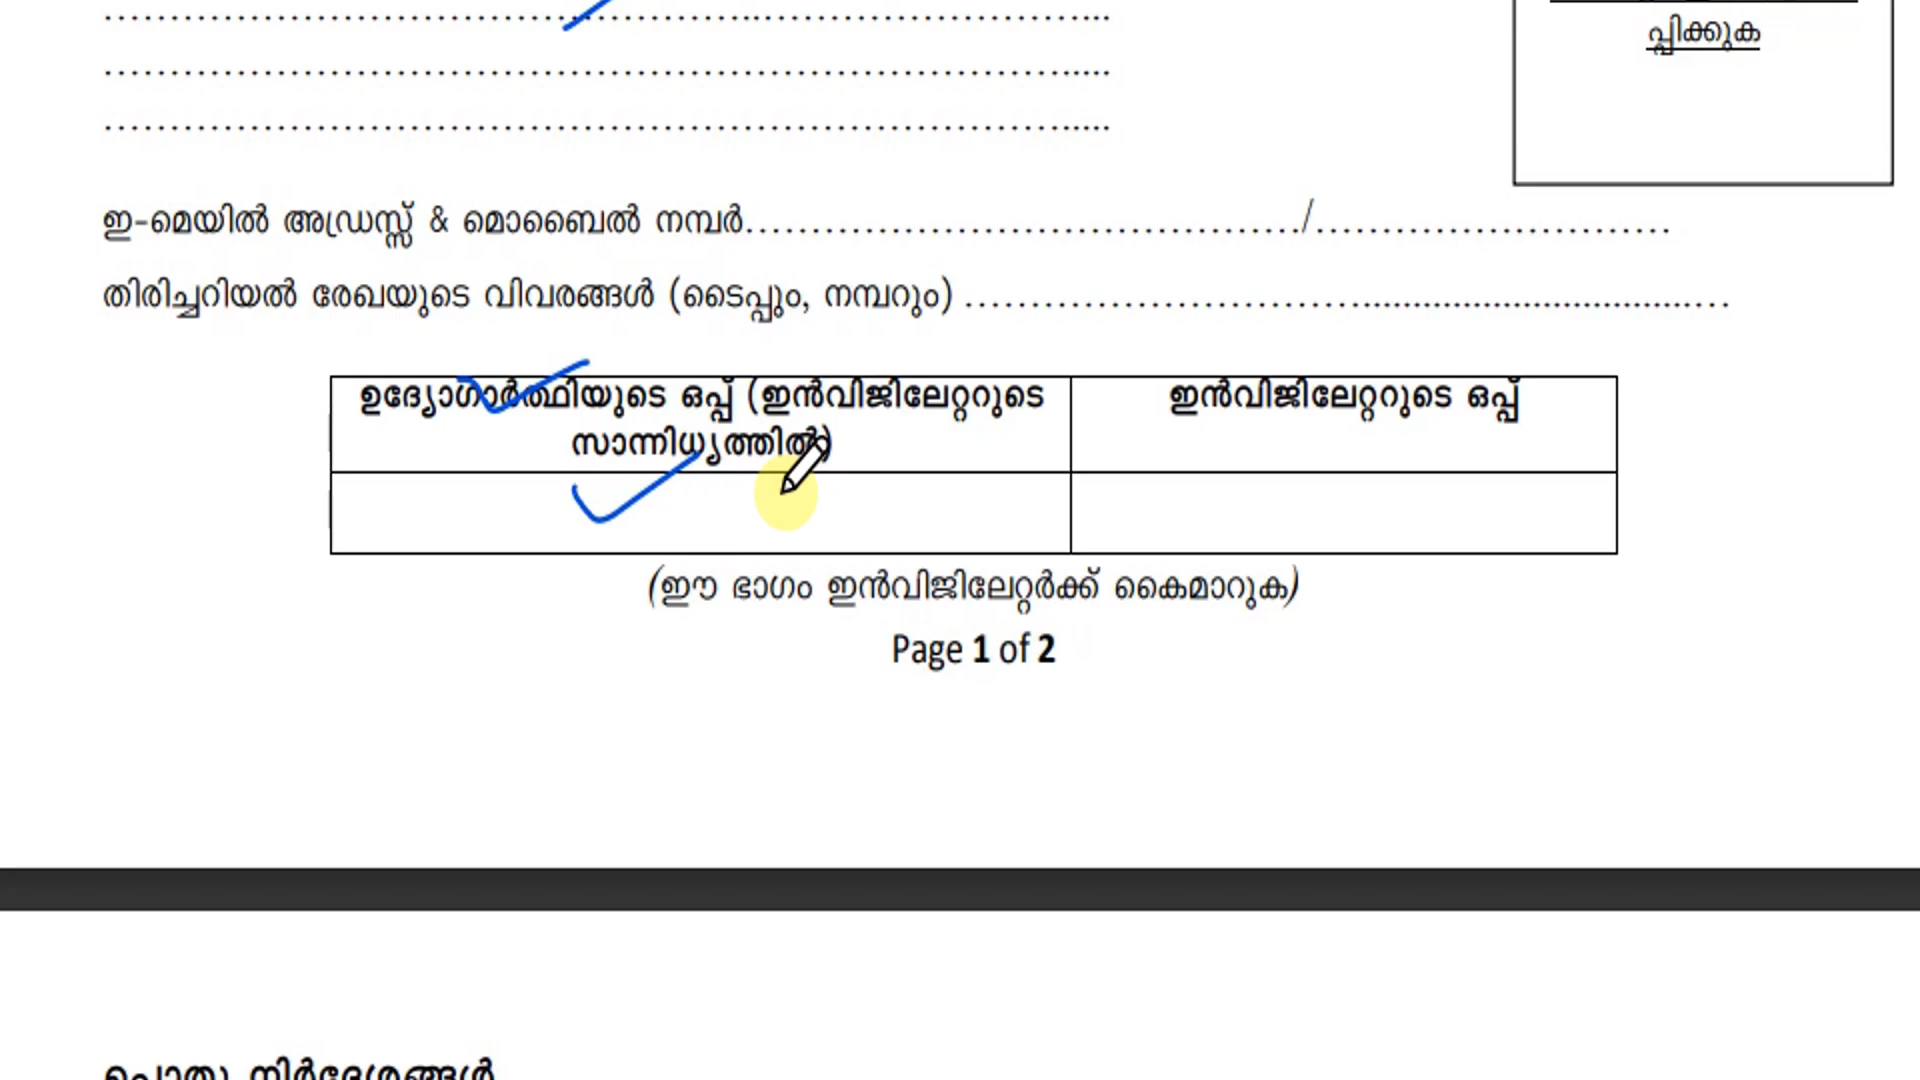 പ്പിക്കുക
ഇ-മെയിൽ അഡ്രസ്സ് & മൊബൈൽ നമ്പർ............................................/............................
തിരിച്ചറിയൽ രേഖയുടെ വിവരങ്ങൾ (ടൈപ്പും, നമ്പറും) ............................................................
ഉദ്യോഗാർത്ഥിയുടെ ഒപ്പ് (ഇൻവിജിലേറ്ററുടെ സാന്നിധ്യത്തിൽ)
ഇൻവിജിലേറ്ററുടെ ഒപ്പ്
(ഈ ഭാഗം ഇൻവിജിലേറ്റർക്ക് കൈമാറുക)
Page 1 of 2
പൊതു നിർദേശങ്ങൾ